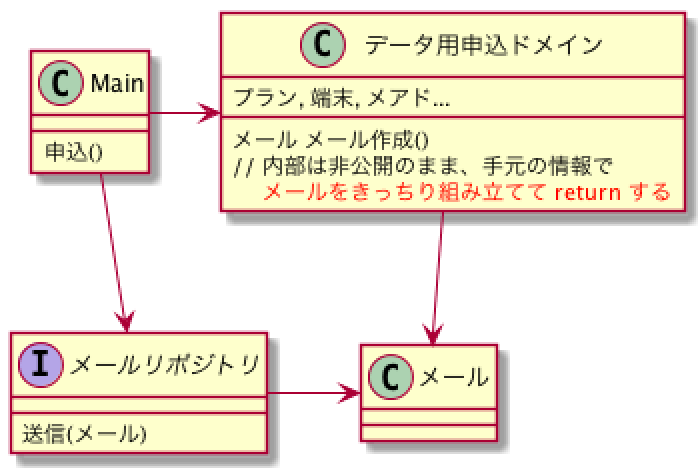 C Main
申込()
C データ用申込ドメイン
プラン, 端末, メアド...
メール メール作成()
// 内部は非公開のまま、手元の情報で
メールをきっちり組み立てて return する
I メールリポジトリ
送信(メール)
C メール